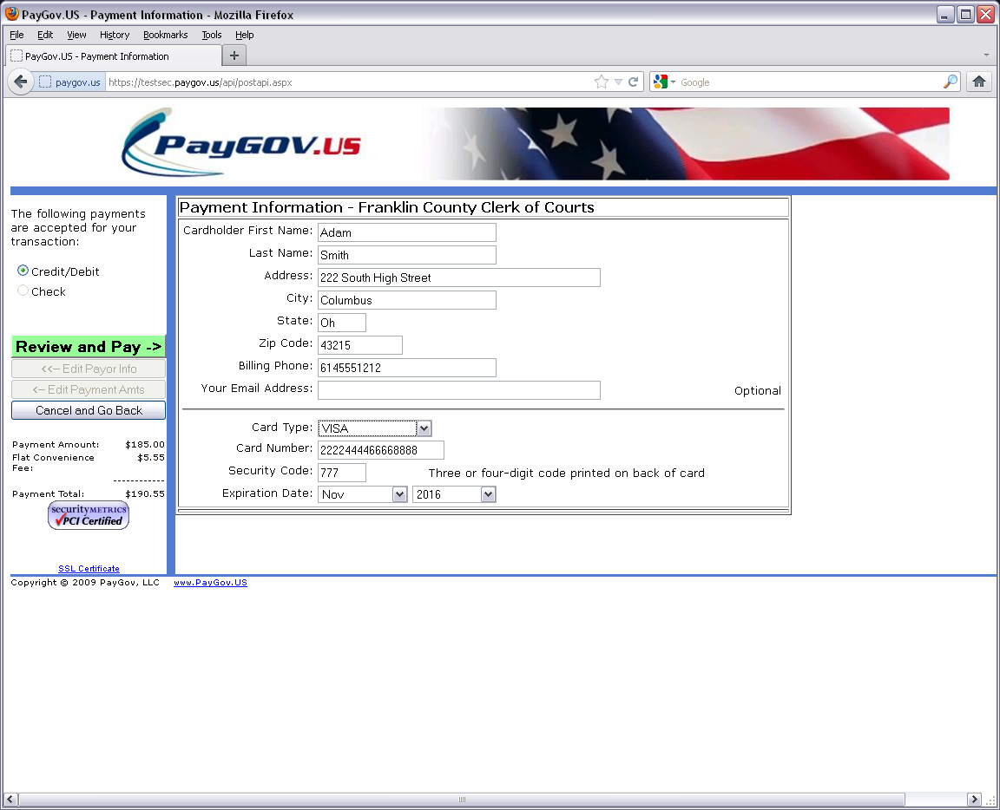 PayGov.US - Payment Information - Mozilla Firefox
File Edit View History Bookmarks Tools Help
PayGov.US - Payment Information +
paygov.us https://testsec.paygov.us/api/postapi.aspx Google
PayGOV.US
The following payments
are accepted for your
transaction:
Credit/Debit
Check
Review and Pay ->
<<-- Edit Payor Info
<-- Edit Payment Amts
Cancel and Go Back
Payment Amount: $185.00
Flat Convenience $5.55
Fee:
------------
Payment Total: $190.55
securityMETRICS
PCI Certified
SSL Certificate
Payment Information - Franklin County Clerk of Courts
Cardholder First Name: Adam
Last Name: Smith
Address: 222 South High Street
City: Columbus
State: Oh
Zip Code: 43215
Billing Phone: 6145551212
Your Email Address: Optional
Card Type: VISA
Card Number: 2222444466668888
Security Code: 777 Three or four-digit code printed on back of card
Expiration Date: Nov 2016
Copyright © 2009 PayGov, LLC www.PayGov.US